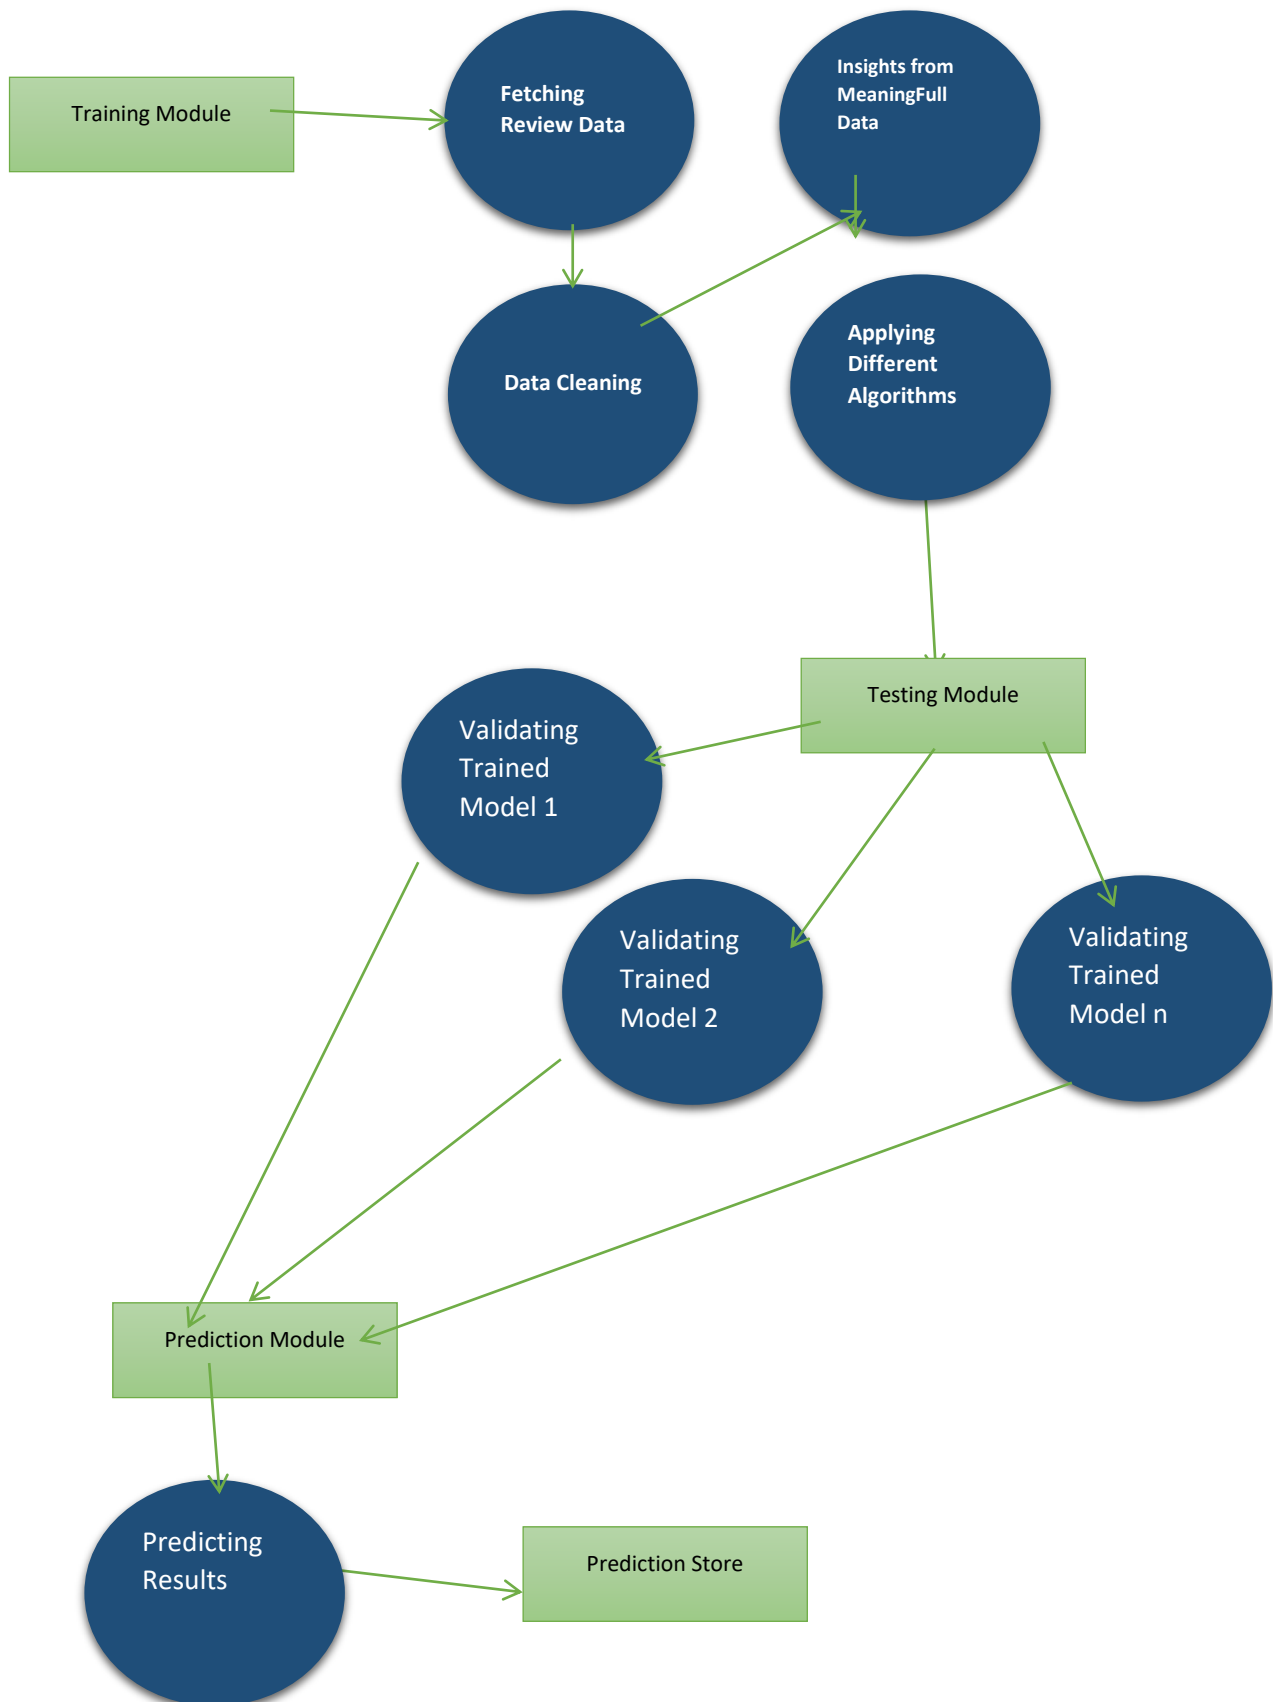 Training Module
Fetching
Review Data
Insights from
MeaningFull
Data
Data Cleaning
Applying
Different
Algorithms
Testing Module
Validating
Trained
Model 1
Validating
Trained
Model 2
Validating
Trained
Model n
Prediction Module
Predicting
Results
Prediction Store